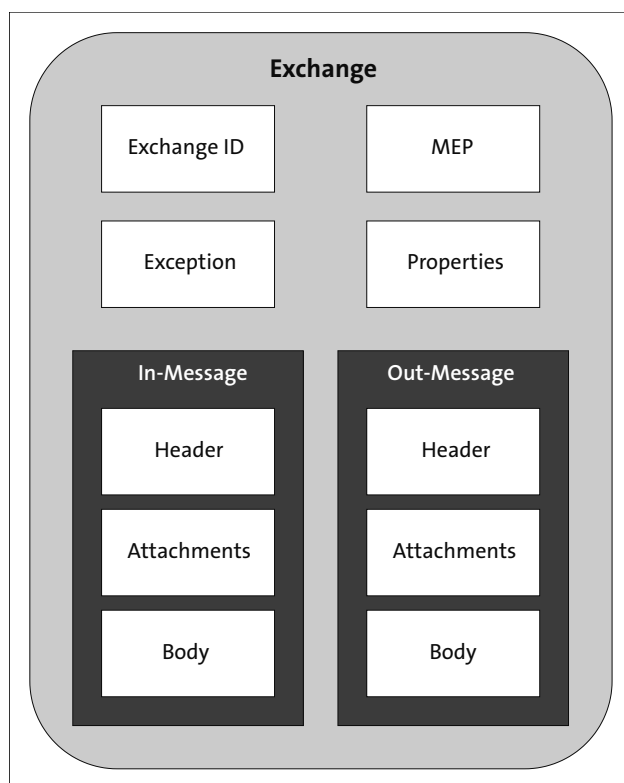 Exchange
Exchange ID
MEP
Exception
Properties
In-Message
Out-Message
Header
Header
Attachments
Attachments
Body
Body